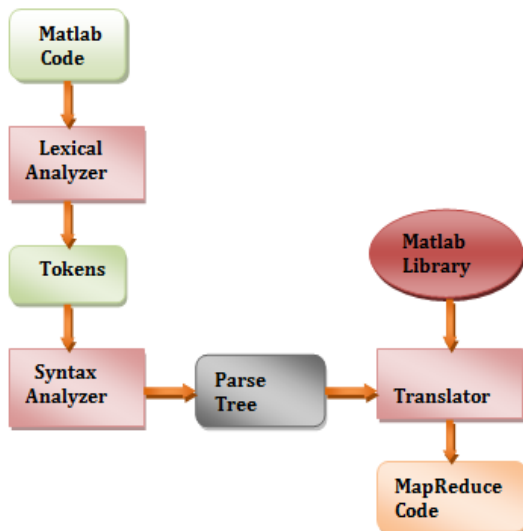 Matlab
Code
Lexical
Analyzer
Tokens
Matlab
Library
Syntax
Analyzer
Parse
Tree
Translator
MapReduce
Code